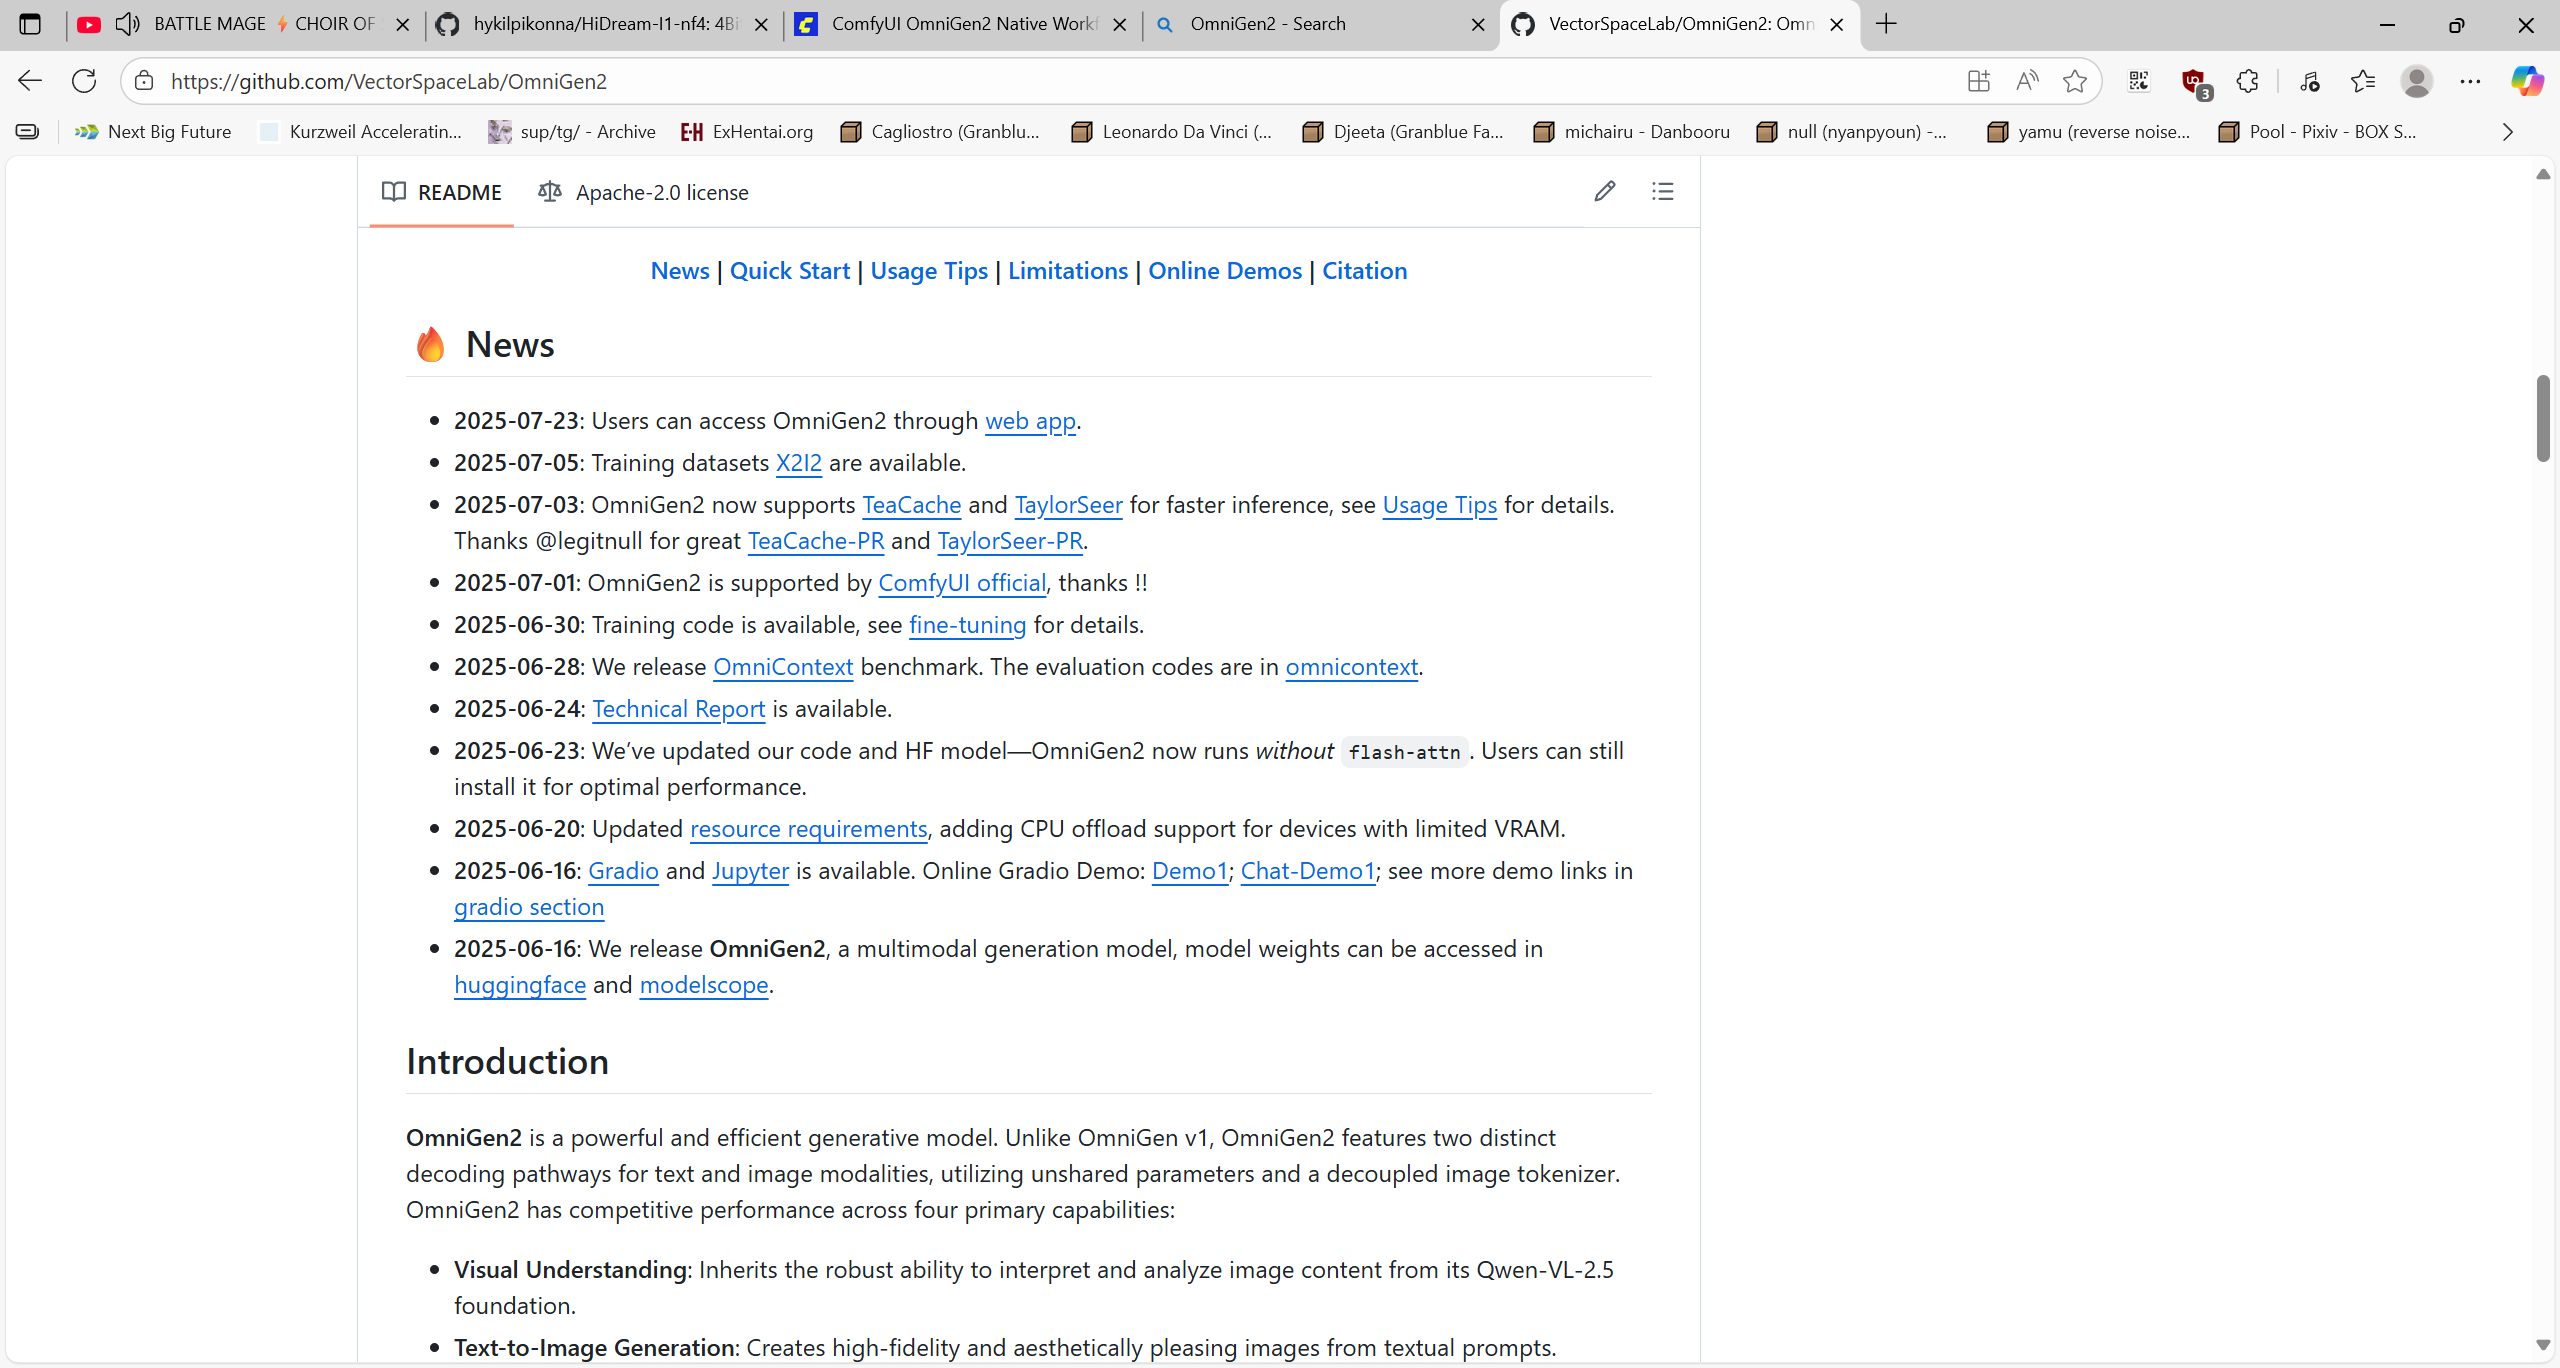 BATTLE MAGE ⚡ CHOIR OF
hykilpikonna/HiDream-I1-nf4: 4Bi
ComfyUI OmniGen2 Native Workf
OmniGen2 - Search
VectorSpaceLab/OmniGen2: Omn
https://github.com/VectorSpaceLab/OmniGen2
3
Next Big Future
Kurzweil Acceleratin...
sup/tg/ - Archive
E-H ExHentai.org
Cagliostro (Granblu...
Leonardo Da Vinci (...
Djeeta (Granblue Fa...
michairu - Danbooru
null (nyanpyoun) -...
yamu (reverse noise...
Pool - Pixiv - BOX S...
README
Apache-2.0 license
News | Quick Start | Usage Tips | Limitations | Online Demos | Citation
🔥 News
• 2025-07-23: Users can access OmniGen2 through web app.
• 2025-07-05: Training datasets X2I2 are available.
• 2025-07-03: OmniGen2 now supports TeaCache and TaylorSeer for faster inference, see Usage Tips for details.
Thanks @legitnull for great TeaCache-PR and TaylorSeer-PR.
• 2025-07-01: OmniGen2 is supported by ComfyUI official, thanks !!
• 2025-06-30: Training code is available, see fine-tuning for details.
• 2025-06-28: We release OmniContext benchmark. The evaluation codes are in omnicontext.
• 2025-06-24: Technical Report is available.
• 2025-06-23: We’ve updated our code and HF model—OmniGen2 now runs without flash-attn. Users can still
install it for optimal performance.
• 2025-06-20: Updated resource requirements, adding CPU offload support for devices with limited VRAM.
• 2025-06-16: Gradio and Jupyter is available. Online Gradio Demo: Demo1; Chat-Demo1; see more demo links in
gradio section
• 2025-06-16: We release OmniGen2, a multimodal generation model, model weights can be accessed in
huggingface and modelscope.
Introduction
OmniGen2 is a powerful and efficient generative model. Unlike OmniGen v1, OmniGen2 features two distinct
decoding pathways for text and image modalities, utilizing unshared parameters and a decoupled image tokenizer.
OmniGen2 has competitive performance across four primary capabilities:
• Visual Understanding: Inherits the robust ability to interpret and analyze image content from its Qwen-VL-2.5
foundation.
• Text-to-Image Generation: Creates high-fidelity and aesthetically pleasing images from textual prompts.